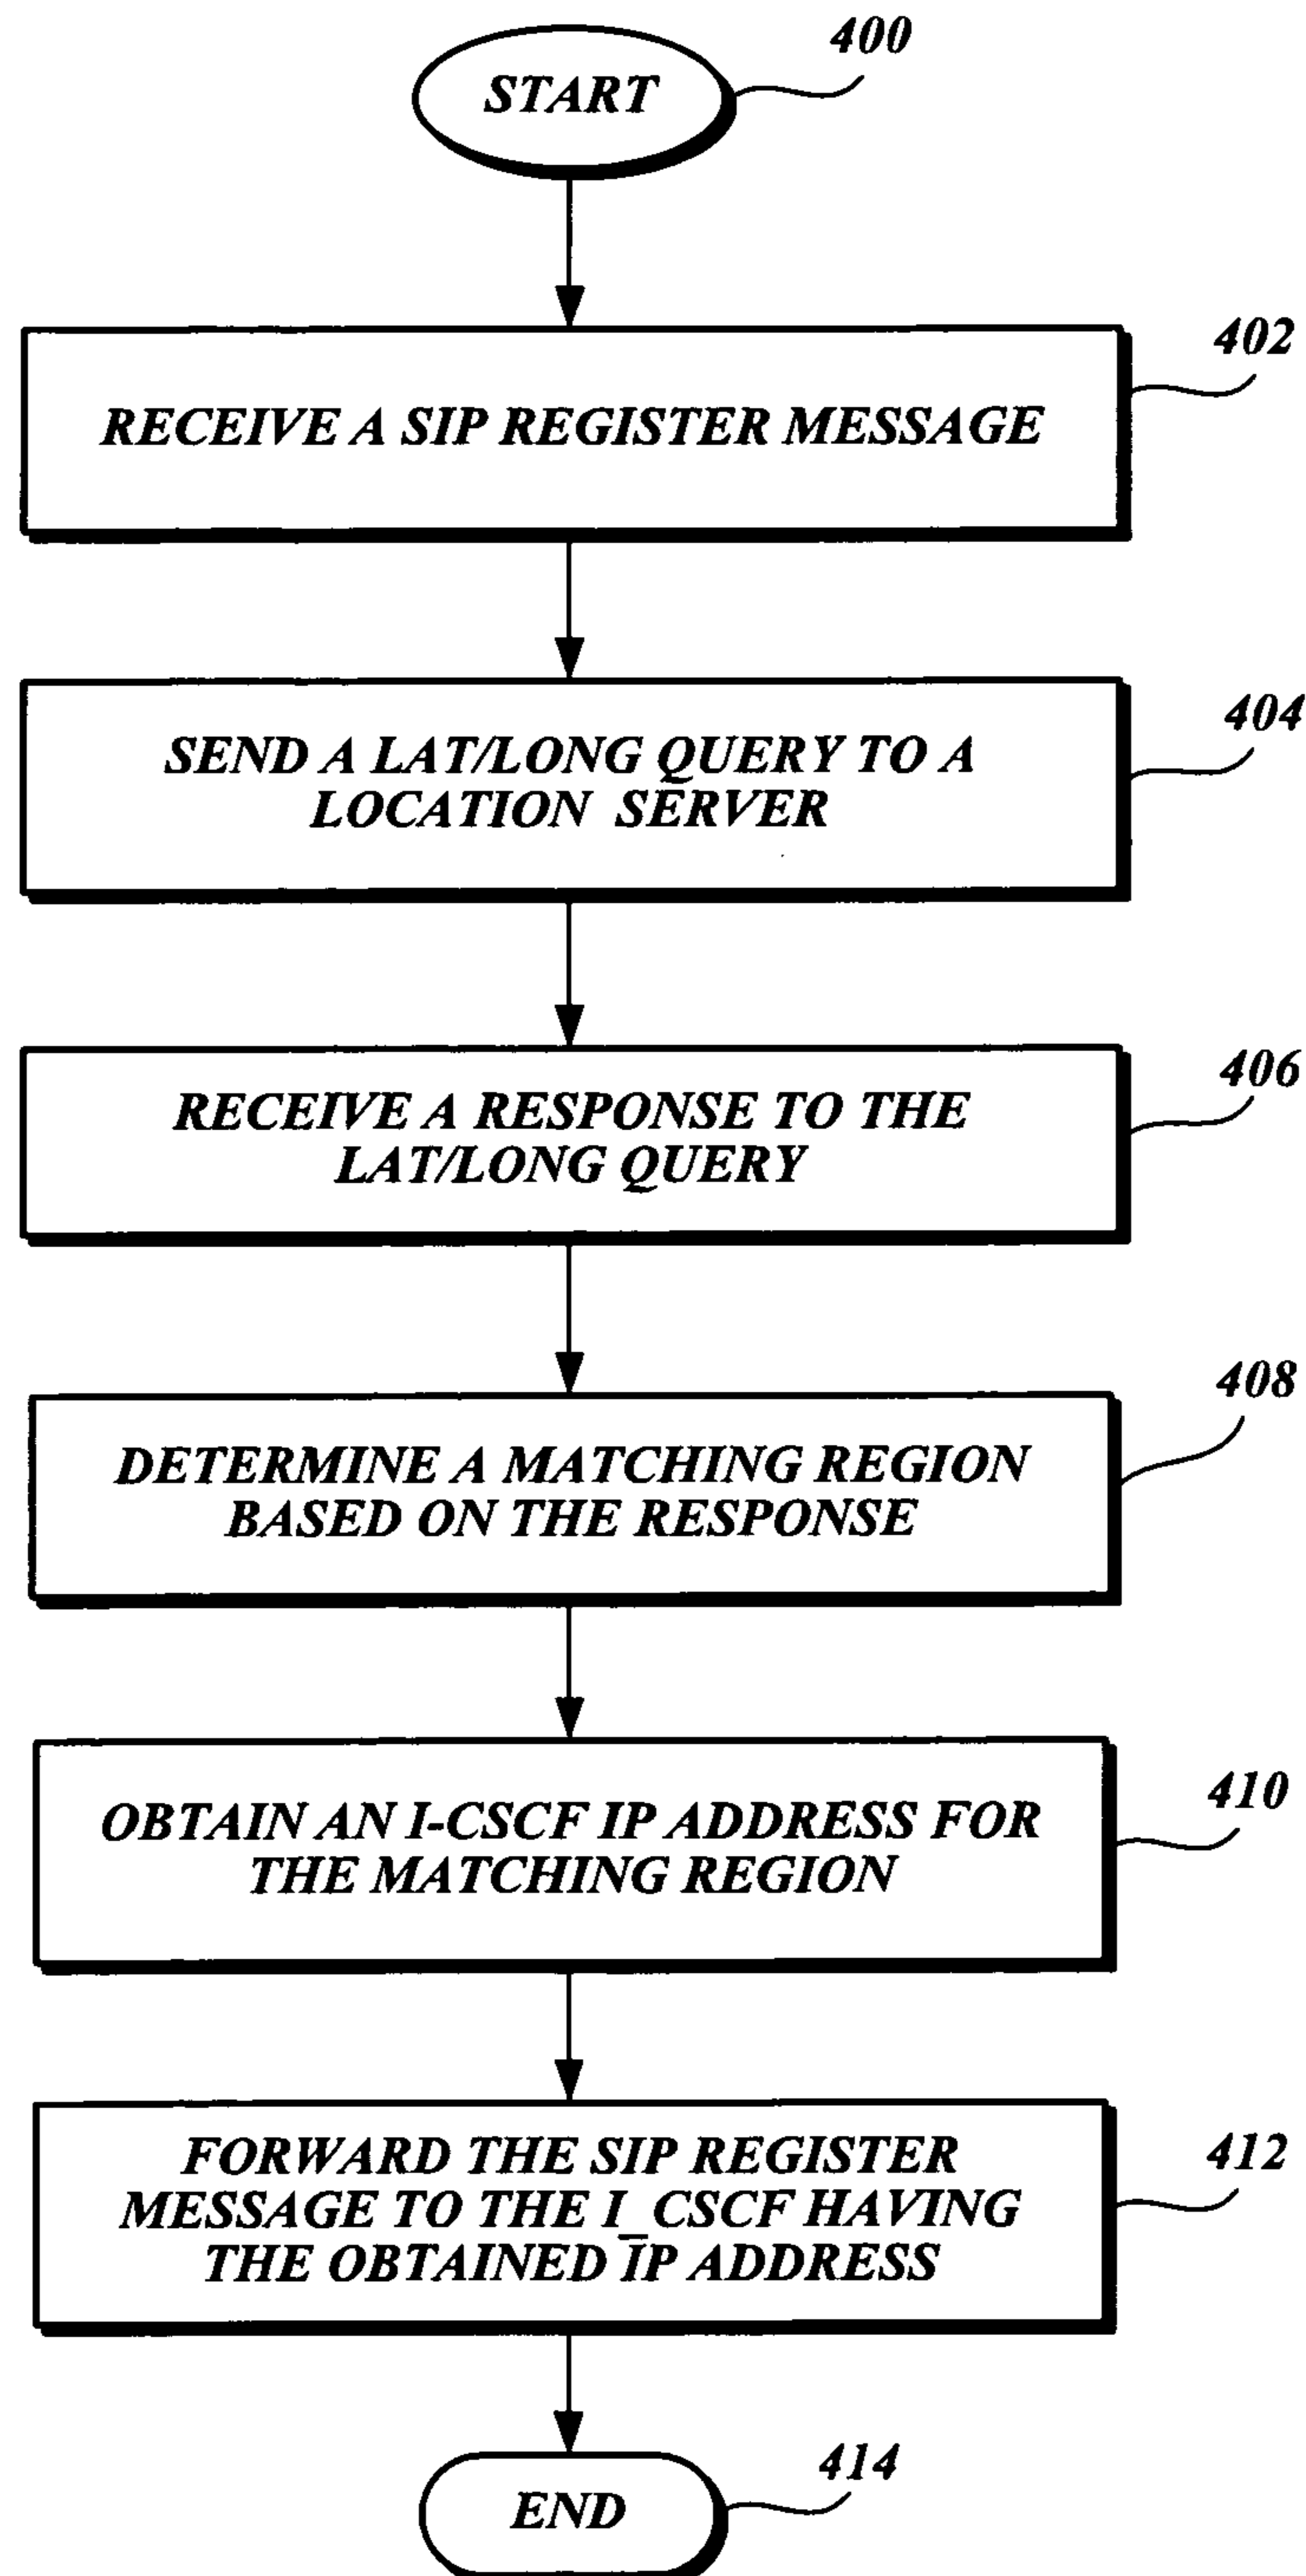 400
START
402
RECEIVE A SIP REGISTER MESSAGE
404
SEND A LAT/LONG QUERY TO A
LOCATION SERVER
406
RECEIVE A RESPONSE TO THE
LAT/LONG QUERY
408
DETERMINE A MATCHING REGION
BASED ON THE RESPONSE
410
OBTAIN AN I-CSCF IP ADDRESS FOR
THE MATCHING REGION
412
FORWARD THE SIP REGISTER
MESSAGE TO THE I_CSCF HAVING
THE OBTAINED IP ADDRESS
414
END